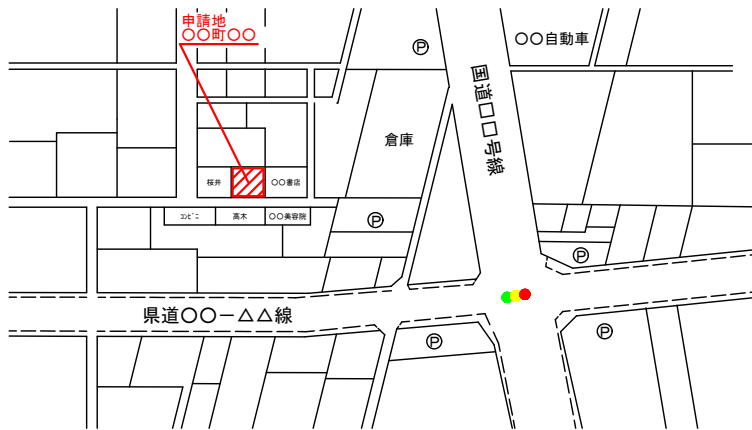 申請地
〇〇町〇〇
Ⓟ
〇〇自動車
国道口口号線
倉庫
桜井
〇〇書店
コンビニ
高木
〇〇美容院
Ⓟ
Ⓟ
県道〇〇－△△線
Ⓟ
Ⓟ